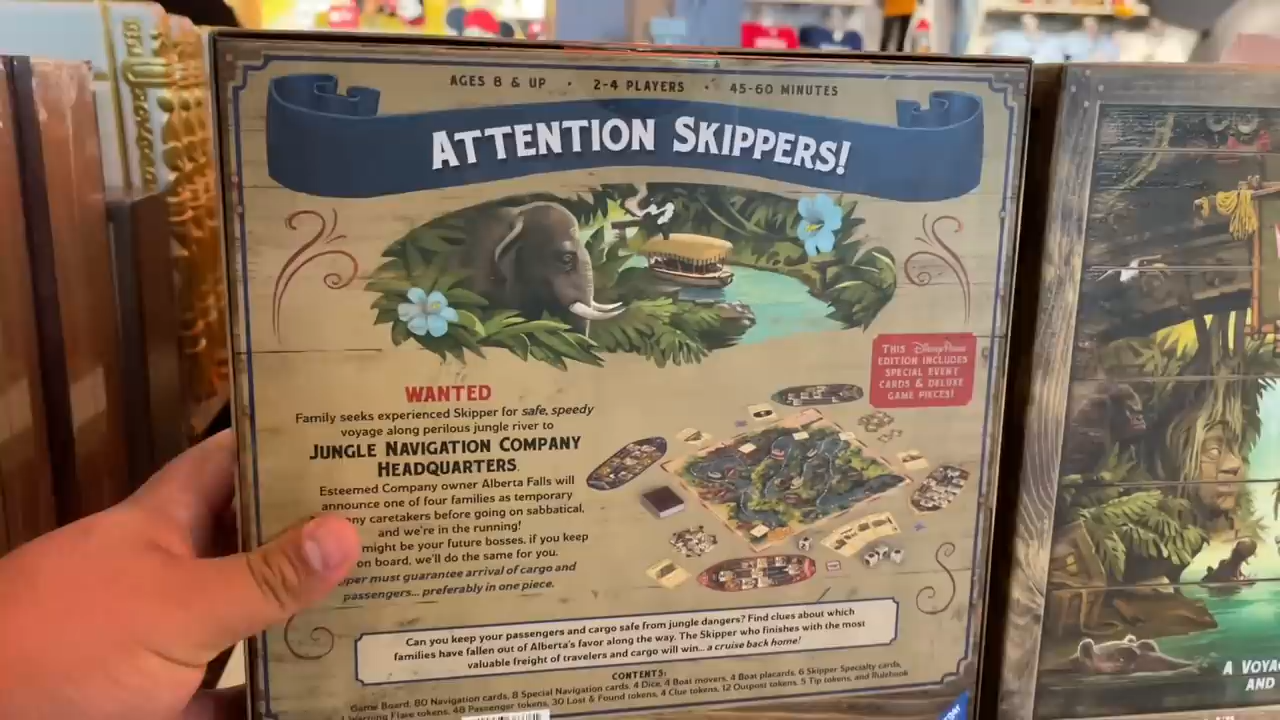 AGES 8 & UP • 2-4 PLAYERS • 45-60 MINUTES
ATTENTION SKIPPERS!
THIS Disney Parks
EDITION INCLUDES
SPECIAL EVENT
CARDS & DELUXE
GAME PIECES!
WANTED
Family seeks experienced Skipper for safe, speedy
voyage along perilous jungle river to
JUNGLE NAVIGATION COMPANY
HEADQUARTERS.
Esteemed Company owner Alberta Falls will
announce one of four families as temporary
ny caretakers before going on sabbatical,
and we're in the running!
might be your future bosses, if you keep
on board, we'll do the same for you.
per must guarantee arrival of cargo and
passengers... preferably in one piece.
Can you keep your passengers and cargo safe from jungle dangers? Find clues about which
families have fallen out of Alberta's favor along the way. The Skipper who finishes with the most
valuable freight of travelers and cargo will win... a cruise back home!
CONTENTS:
Game Board, 80 Navigation cards, 8 Special Navigation cards, 4 Dice, 4 Boat movers, 4 Boat placards, 6 Skipper Specialty cards,
Warning Flare tokens, 48 Passenger tokens, 30 Lost & Found tokens, 4 Clue tokens, 12 Outpost tokens, 5 Tip tokens, and Rulebook
A VOYA
AND